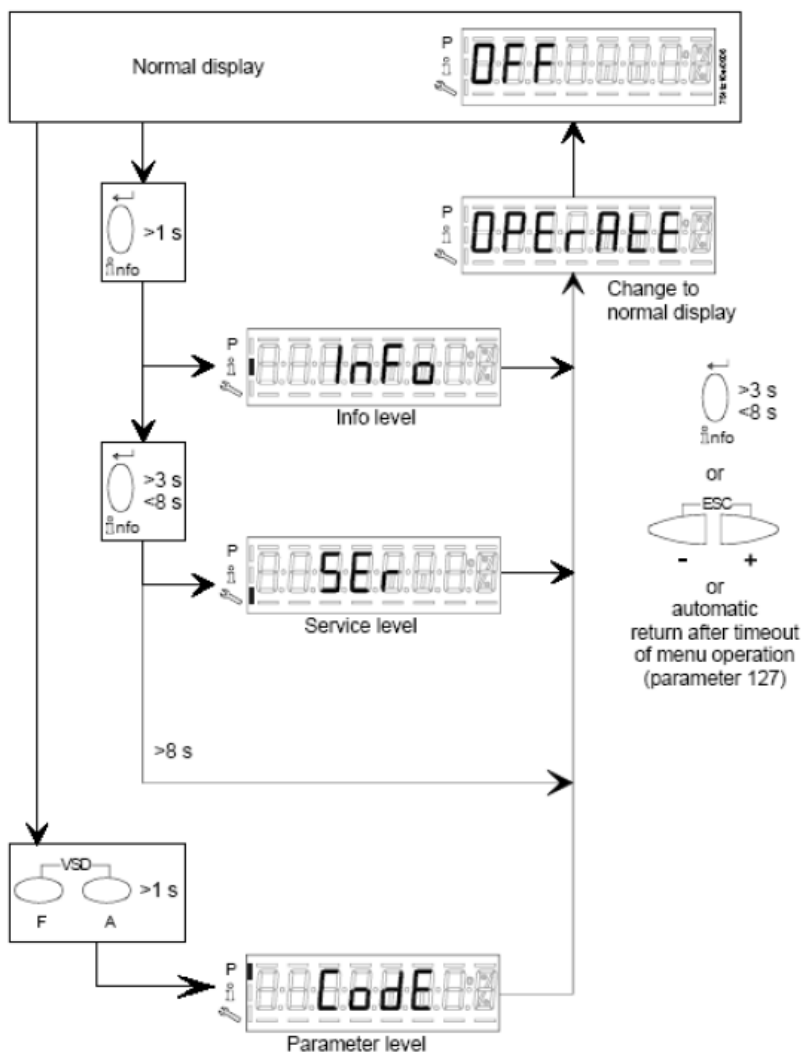 Normal display
P
OFF
>1 s
info
P
OPErAtE
Change to
normal display
P
InFo
Info level
>3 s
<8 s
info
or
ESC
- +
or
automatic
return after timeout
of menu operation
(parameter 127)
>3 s
<8 s
info
P
SEr
Service level
>8 s
VSD
>1 s
F A
P
CodE
Parameter level